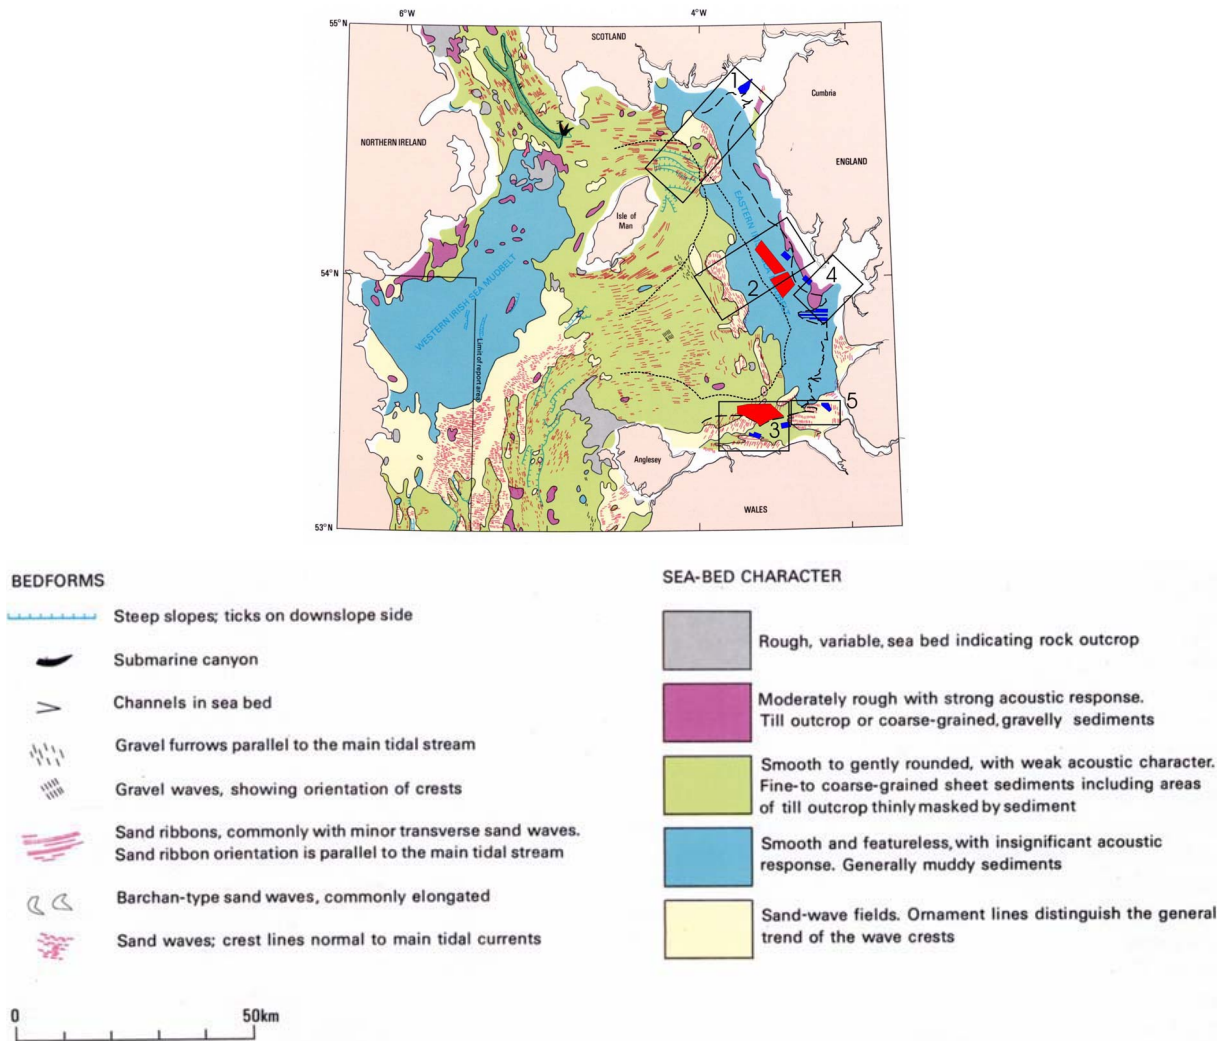 6°W
4°W
55°N
SCOTLAND
1
Cumbria
NORTHERN IRELAND
ENGLAND
Isle of
Man
EASTERN I
54°N
4
2
WESTERN IRISH SEA MUDBELT
Limit of report area
5
3
Anglesey
WALES
53°N
BEDFORMS
Steep slopes; ticks on downslope side
Submarine canyon
Channels in sea bed
Gravel furrows parallel to the main tidal stream
Gravel waves, showing orientation of crests
Sand ribbons, commonly with minor transverse sand waves.
Sand ribbon orientation is parallel to the main tidal stream
Barchan-type sand waves, commonly elongated
Sand waves; crest lines normal to main tidal currents
0
50km
SEA-BED CHARACTER
Rough, variable, sea bed indicating rock outcrop
Moderately rough with strong acoustic response.
Till outcrop or coarse-grained, gravelly sediments
Smooth to gently rounded, with weak acoustic character.
Fine-to coarse-grained sheet sediments including areas
of till outcrop thinly masked by sediment
Smooth and featureless, with insignificant acoustic
response. Generally muddy sediments
Sand-wave fields. Ornament lines distinguish the general
trend of the wave crests